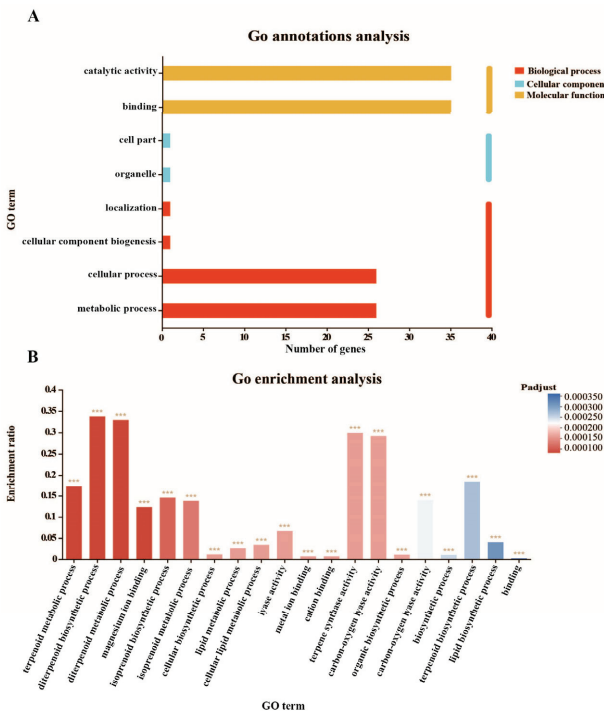 A
Go annotations analysis
catalytic activity
binding
cell part
organelle
localization
cellular component biogenesis
cellular process
metabolic process
GO term
0 5 10 15 20 25 30 35 40
Number of genes
Biological process
Cellular component
Molecular function
B
Go enrichment analysis
Padjust
0.000350
0.000300
0.000250
0.000200
0.000150
0.000100
Enrichment ratio
0.4
0.35
0.3
0.25
0.2
0.15
0.1
0.05
0
*** *** *** *** *** *** *** *** *** *** *** *** *** *** *** *** *** *** *** ***
terpenoid metabolic process
diterpenoid biosynthetic process
diterpenoid metabolic process
magnesium ion binding
isoprenoid biosynthetic process
isoprenoid metabolic process
cellular biosynthetic process
lipid metabolic process
cellular lipid metabolic process
lyase activity
metal ion binding
cation binding
terpene synthase activity
carbon-oxygen lyase activity
organic biosynthetic process
carbon-oxygen lyase activity
biosynthetic process
terpenoid biosynthetic process
lipid biosynthetic process
binding
GO term